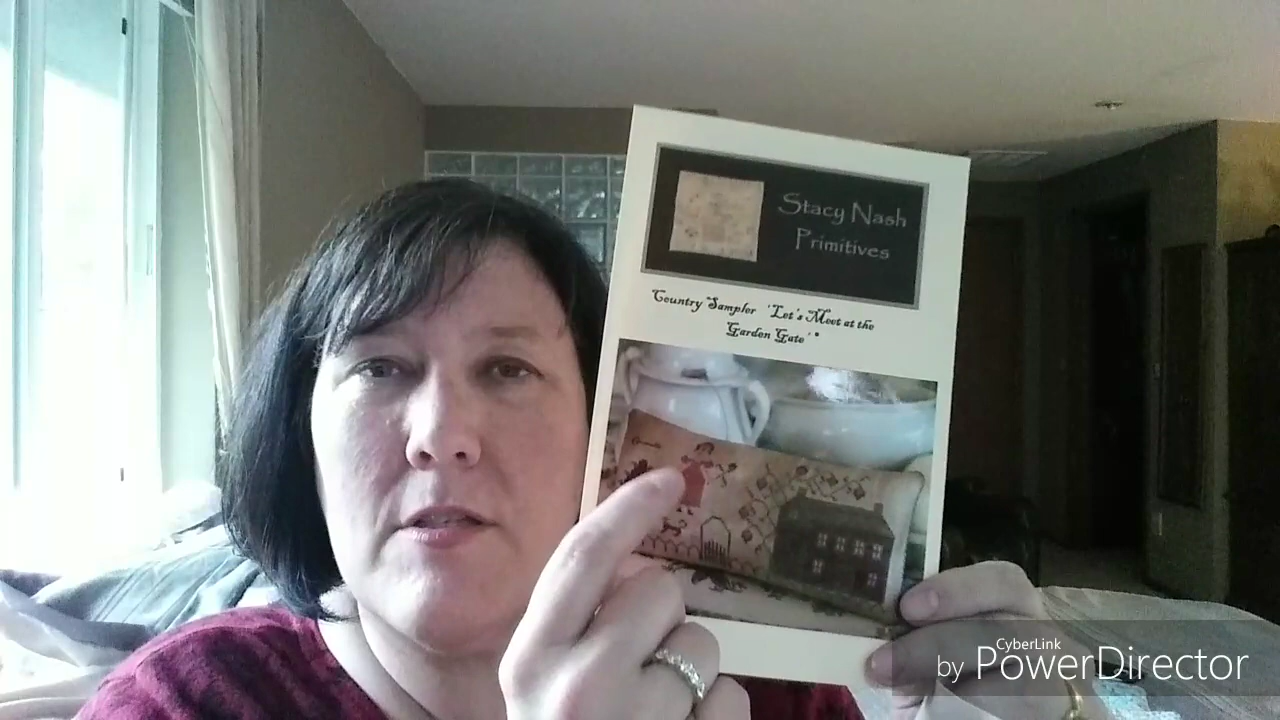 Stacy Nash
Primitives
Country Sampler 'Let's Meet at the
Garden Gate' *
CyberLink
by PowerDirector